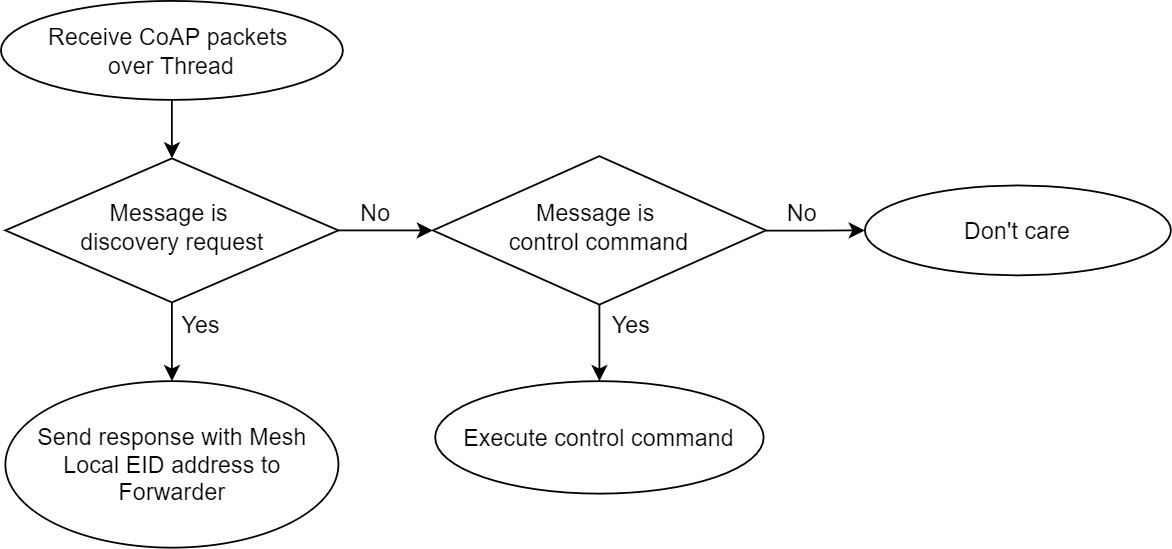 Receive CoAP packets
over Thread
Message is
discovery request
No
Message is
control command
No
Don't care
Yes
Yes
Send response with Mesh
Local EID address to
Forwarder
Execute control command